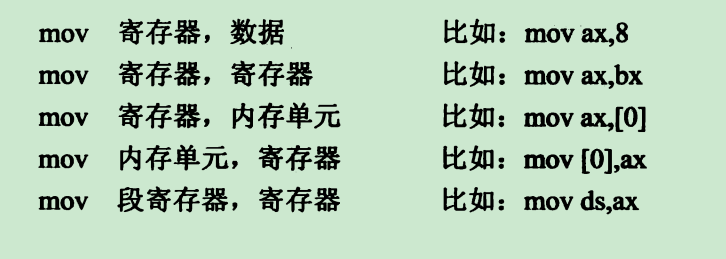 mov 寄存器，数据 比如：mov ax,8
mov 寄存器，寄存器 比如：mov ax,bx
mov 寄存器，内存单元 比如：mov ax,[0]
mov 内存单元，寄存器 比如：mov [0],ax
mov 段寄存器，寄存器 比如：mov ds,ax